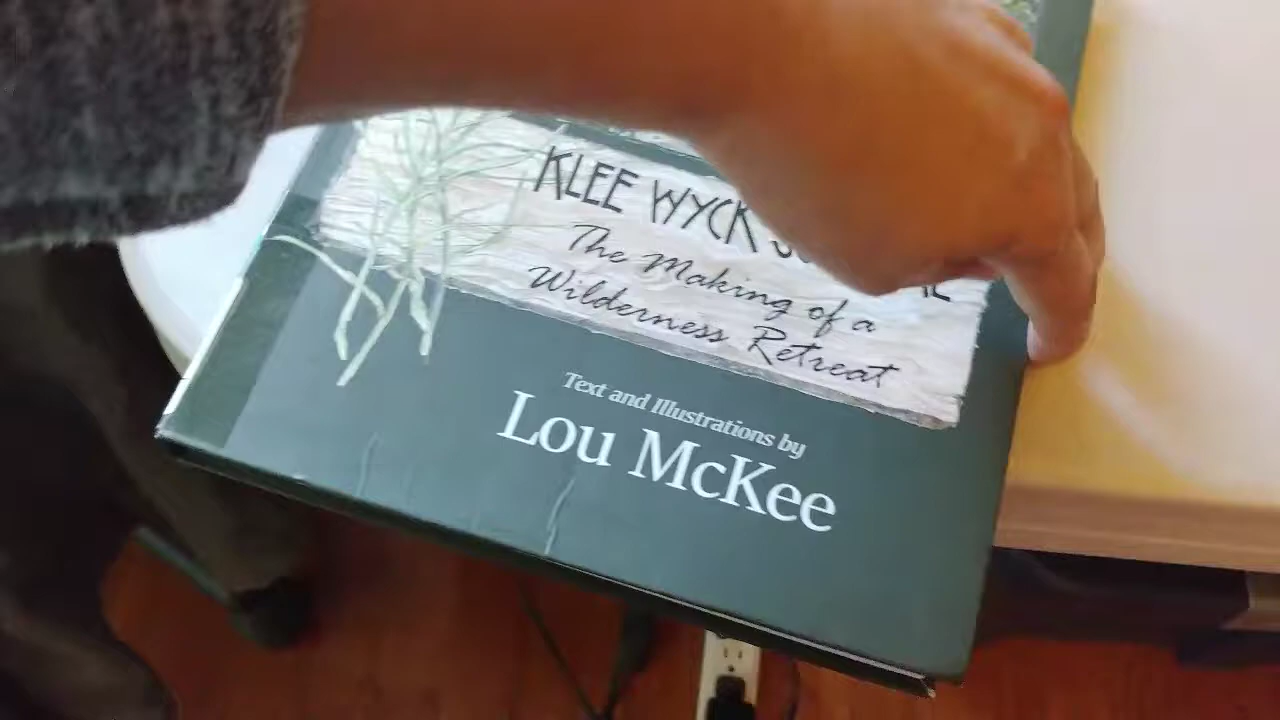 KLEE WYCK
The Making of a
Wilderness Retreat
Text and Illustrations by
Lou McKee